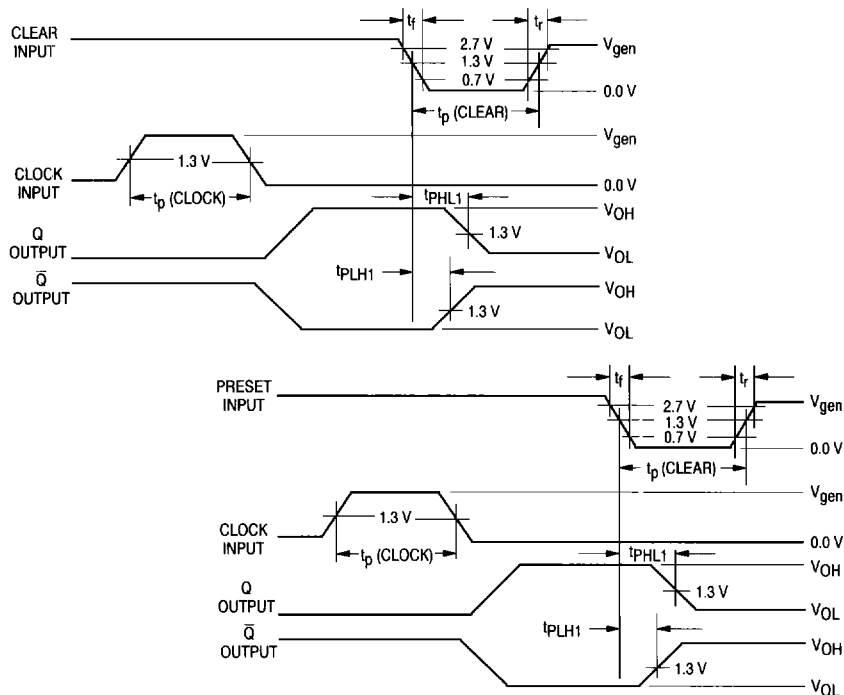 CLEAR INPUT
tf
tr
2.7 V
1.3 V
0.7 V
Vgen
0.0 V
tp (CLEAR)
CLOCK INPUT
1.3 V
tp (CLOCK)
Vgen
0.0 V
Q OUTPUT
tPHL1
1.3 V
VOH
VOL
Q̅ OUTPUT
tPLH1
1.3 V
VOH
VOL
PRESET INPUT
tf
tr
2.7 V
1.3 V
0.7 V
Vgen
0.0 V
tp (CLEAR)
CLOCK INPUT
1.3 V
tp (CLOCK)
Vgen
0.0 V
Q OUTPUT
tPHL1
1.3 V
VOH
VOL
Q̅ OUTPUT
tPLH1
1.3 V
VOH
VOL